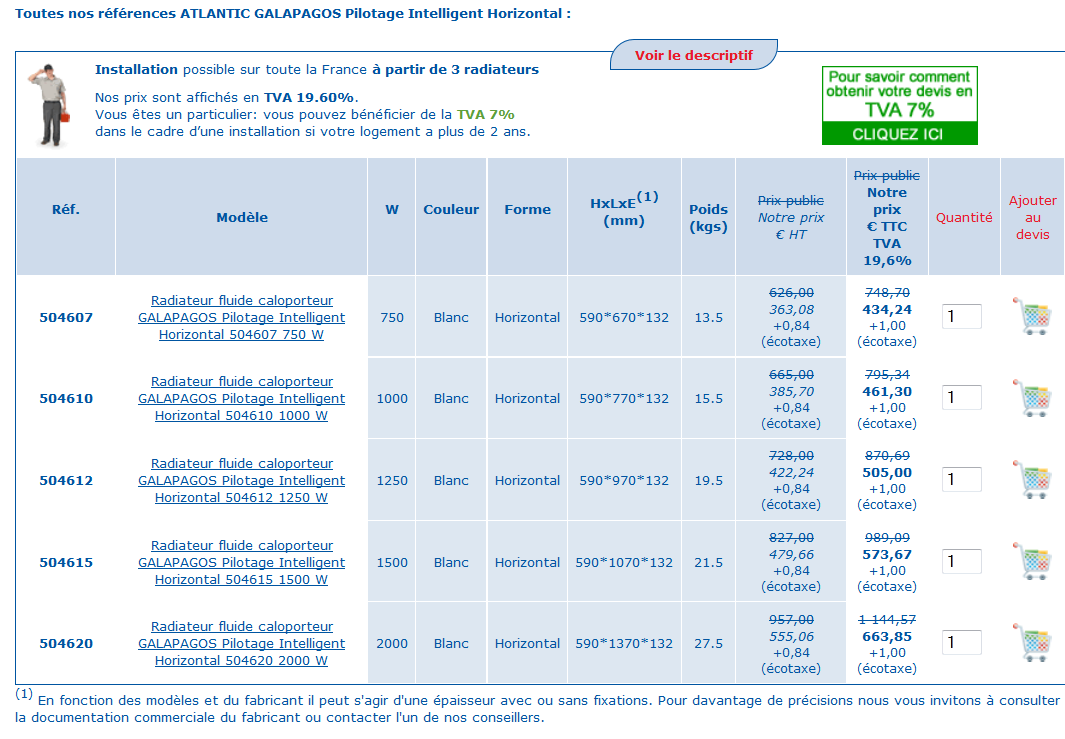 Toutes nos références ATLANTIC GALAPAGOS Pilotage Intelligent Horizontal :
Voir le descriptif
Installation possible sur toute la France à partir de 3 radiateurs
Nos prix sont affichés en TVA 19.60%.
Vous êtes un particulier: vous pouvez bénéficier de la TVA 7%
dans le cadre d’une installation si votre logement a plus de 2 ans.
Pour savoir comment
obtenir votre devis en
TVA 7%
CLIQUEZ ICI
Réf.
Modèle
W
Couleur
Forme
HxLxE(1)
(mm)
Poids
(kgs)
Prix public
Notre prix
€ HT
Prix public
Notre
prix
€ TTC
TVA
19,6%
Quantité
Ajouter
au
devis
504607
Radiateur fluide caloporteur
GALAPAGOS Pilotage Intelligent
Horizontal 504607 750 W
750
Blanc
Horizontal
590*670*132
13.5
626,00
363,08
+0,84
(écotaxe)
748,70
434,24
+1,00
(écotaxe)
1
504610
Radiateur fluide caloporteur
GALAPAGOS Pilotage Intelligent
Horizontal 504610 1000 W
1000
Blanc
Horizontal
590*770*132
15.5
665,00
385,70
+0,84
(écotaxe)
795,34
461,30
+1,00
(écotaxe)
1
504612
Radiateur fluide caloporteur
GALAPAGOS Pilotage Intelligent
Horizontal 504612 1250 W
1250
Blanc
Horizontal
590*970*132
19.5
728,00
422,24
+0,84
(écotaxe)
870,69
505,00
+1,00
(écotaxe)
1
504615
Radiateur fluide caloporteur
GALAPAGOS Pilotage Intelligent
Horizontal 504615 1500 W
1500
Blanc
Horizontal
590*1070*132
21.5
827,00
479,66
+0,84
(écotaxe)
989,09
573,67
+1,00
(écotaxe)
1
504620
Radiateur fluide caloporteur
GALAPAGOS Pilotage Intelligent
Horizontal 504620 2000 W
2000
Blanc
Horizontal
590*1370*132
27.5
957,00
555,06
+0,84
(écotaxe)
1 144,57
663,85
+1,00
(écotaxe)
1
(1) En fonction des modèles et du fabricant il peut s'agir d'une épaisseur avec ou sans fixations. Pour davantage de précisions nous vous invitons à consulter
la documentation commerciale du fabricant ou contacter l'un de nos conseillers.